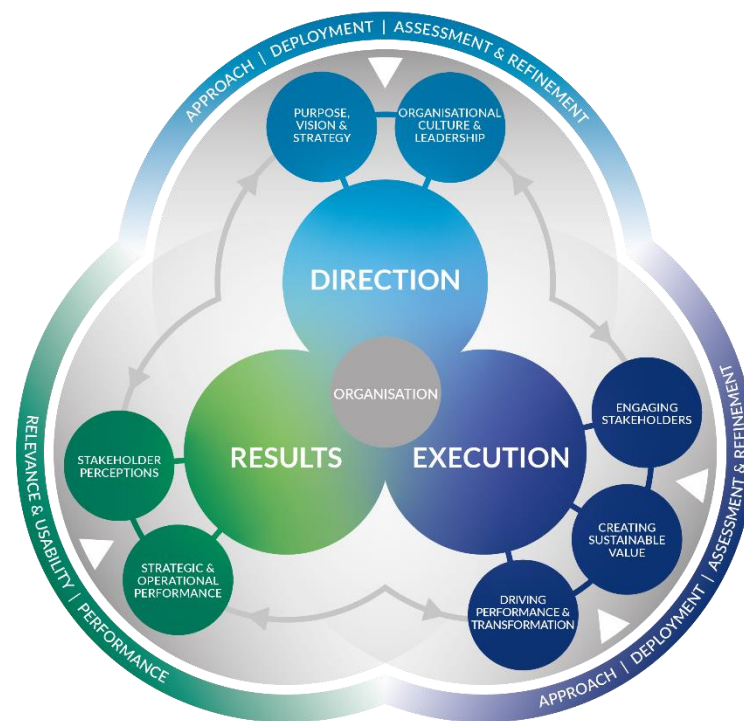 APPROACH | DEPLOYMENT | ASSESSMENT & REFINEMENT
PURPOSE,
VISION &
STRATEGY
ORGANISATIONAL
CULTURE &
LEADERSHIP
DIRECTION
ORGANISATION
RESULTS
EXECUTION
STAKEHOLDER
PERCEPTIONS
STRATEGIC &
OPERATIONAL
PERFORMANCE
ENGAGING
STAKEHOLDERS
CREATING
SUSTAINABLE
VALUE
DRIVING
PERFORMANCE &
TRANSFORMATION
RELEVANCE & USABILITY | PERFORMANCE
APPROACH | DEPLOYMENT | ASSESSMENT & REFINEMENT